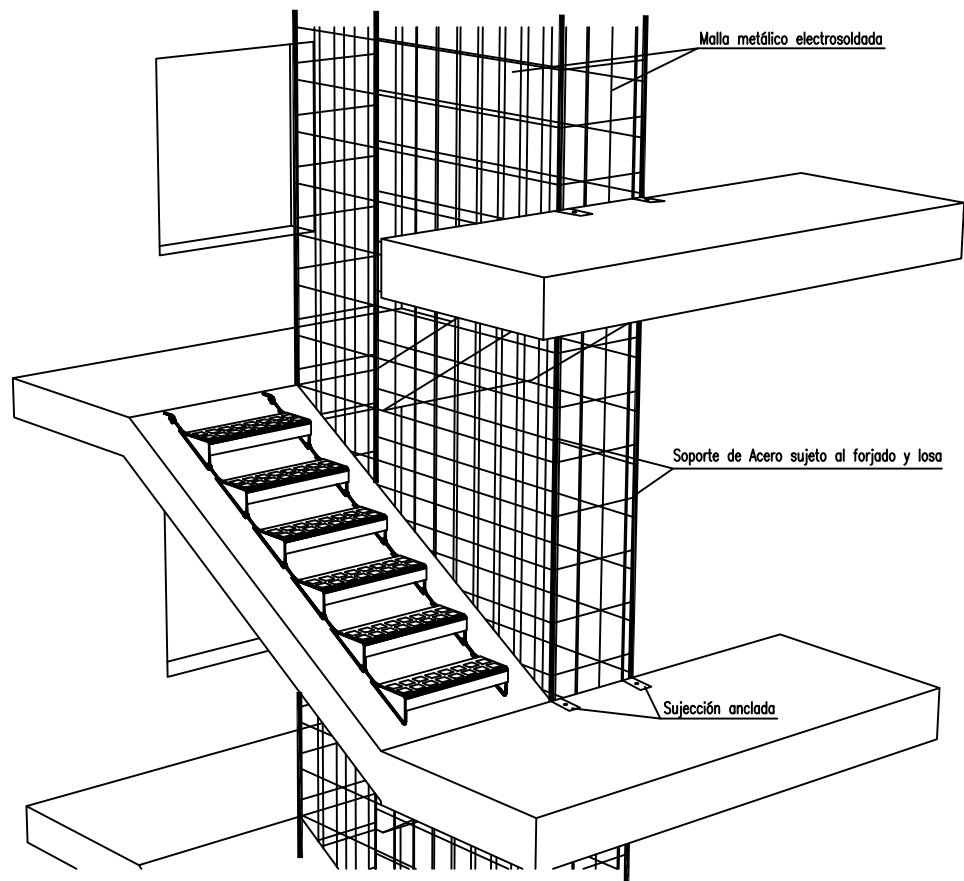 Malla metálico electrosoldada
Soporte de Acero sujeto al forjado y losa
Sujección anclada